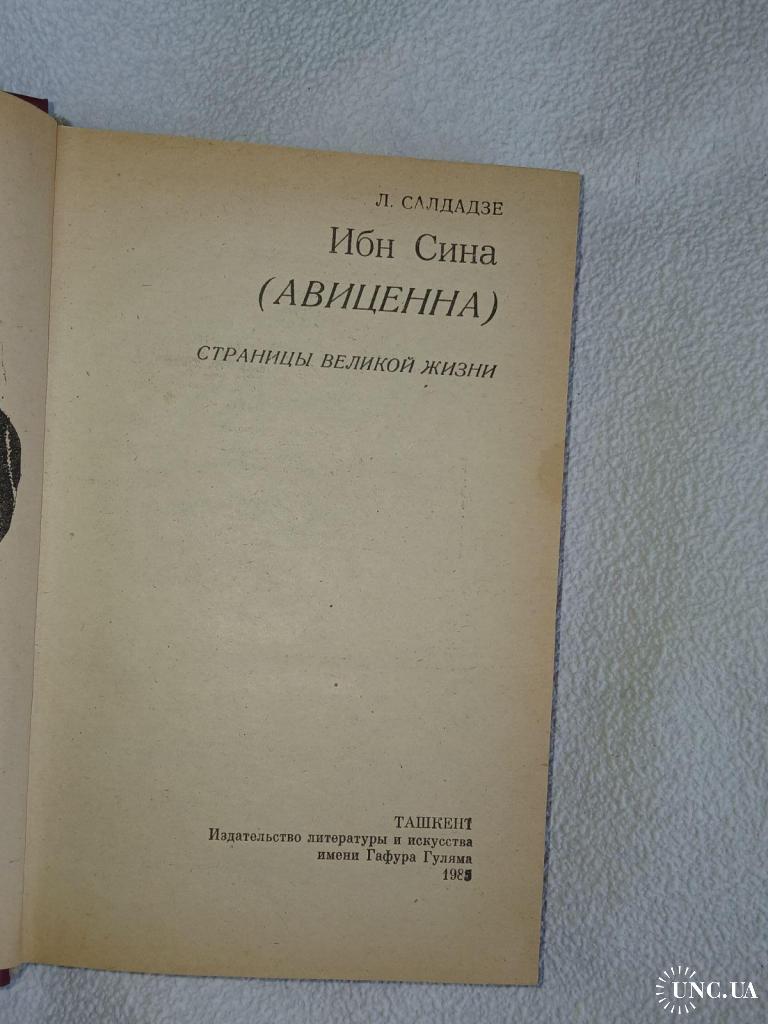 Л. САЛДАДЗЕ
Ибн Сина
(АВИЦЕННА)
СТРАНИЦЫ ВЕЛИКОЙ ЖИЗНИ
ТАШКЕНТ
Издательство литературы и искусства
имени Гафура Гуляма
1985
UNC.UA